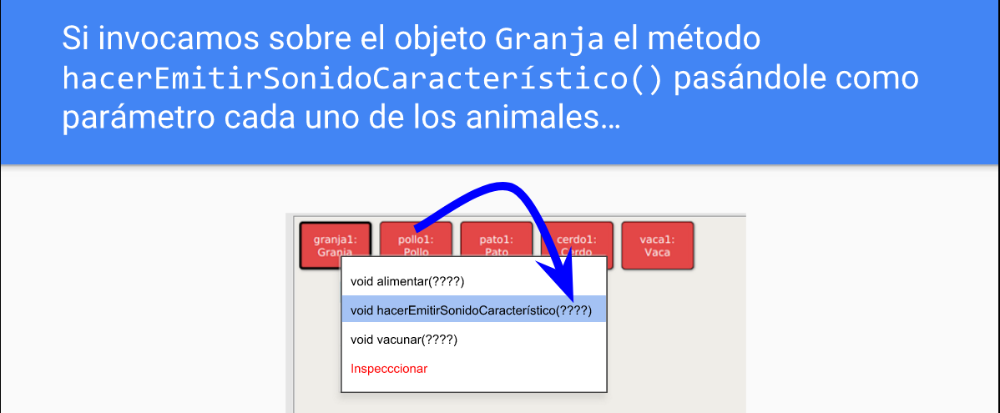 Si invocamos sobre el objeto Granja el método
hacerEmitirSonidoCaracterístico() pasándole como
parámetro cada uno de los animales…
granja1:
Granja
pollo1:
Pollo
pato1:
Pato
cerdo1:
Cerdo
vaca1:
Vaca
void alimentar(????)
void hacerEmitirSonidoCaracterístico(????)
void vacunar(????)
Inspecccionar